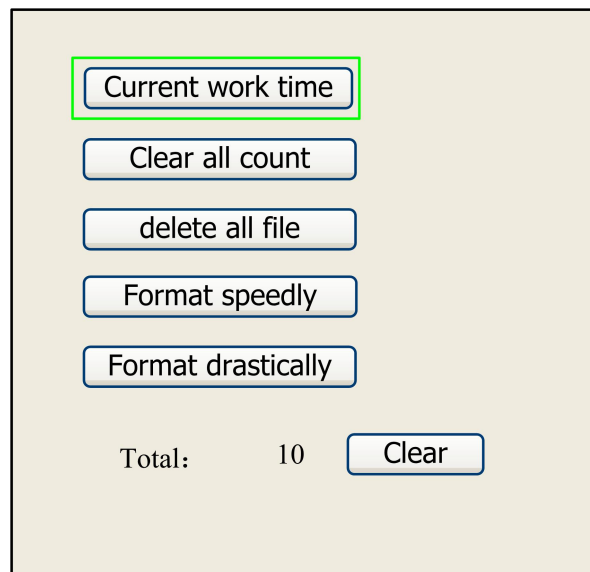 Current work time
Clear all count
delete all file
Format speedly
Format drastically
Total： 10 Clear